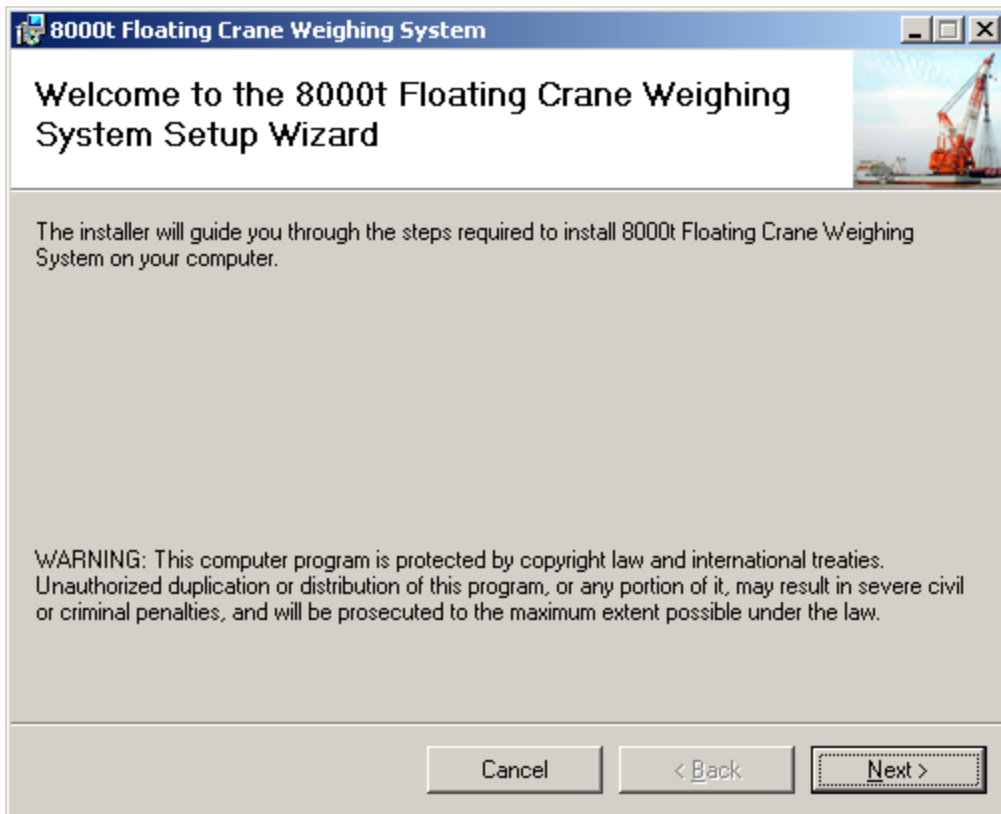 8000t Floating Crane Weighing System
Welcome to the 8000t Floating Crane Weighing
System Setup Wizard
The installer will guide you through the steps required to install 8000t Floating Crane Weighing
System on your computer.
WARNING: This computer program is protected by copyright law and international treaties.
Unauthorized duplication or distribution of this program, or any portion of it, may result in severe civil
or criminal penalties, and will be prosecuted to the maximum extent possible under the law.
Cancel
< Back
Next >